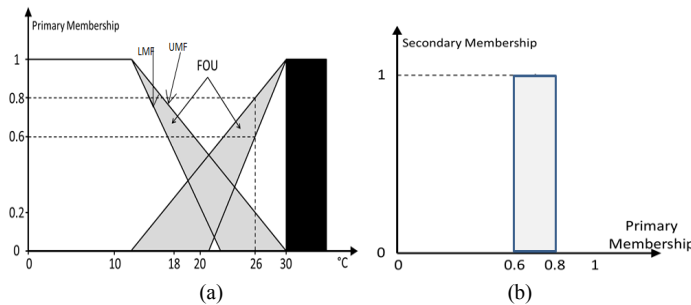 Primary Membership
LMF UMF
FOU
1
0.8
0.6
0.2
0
0 10 18 20 26 30 °C
(a)
Secondary Membership
1
0
0 0.6 0.8 1
Primary
Membership
(b)